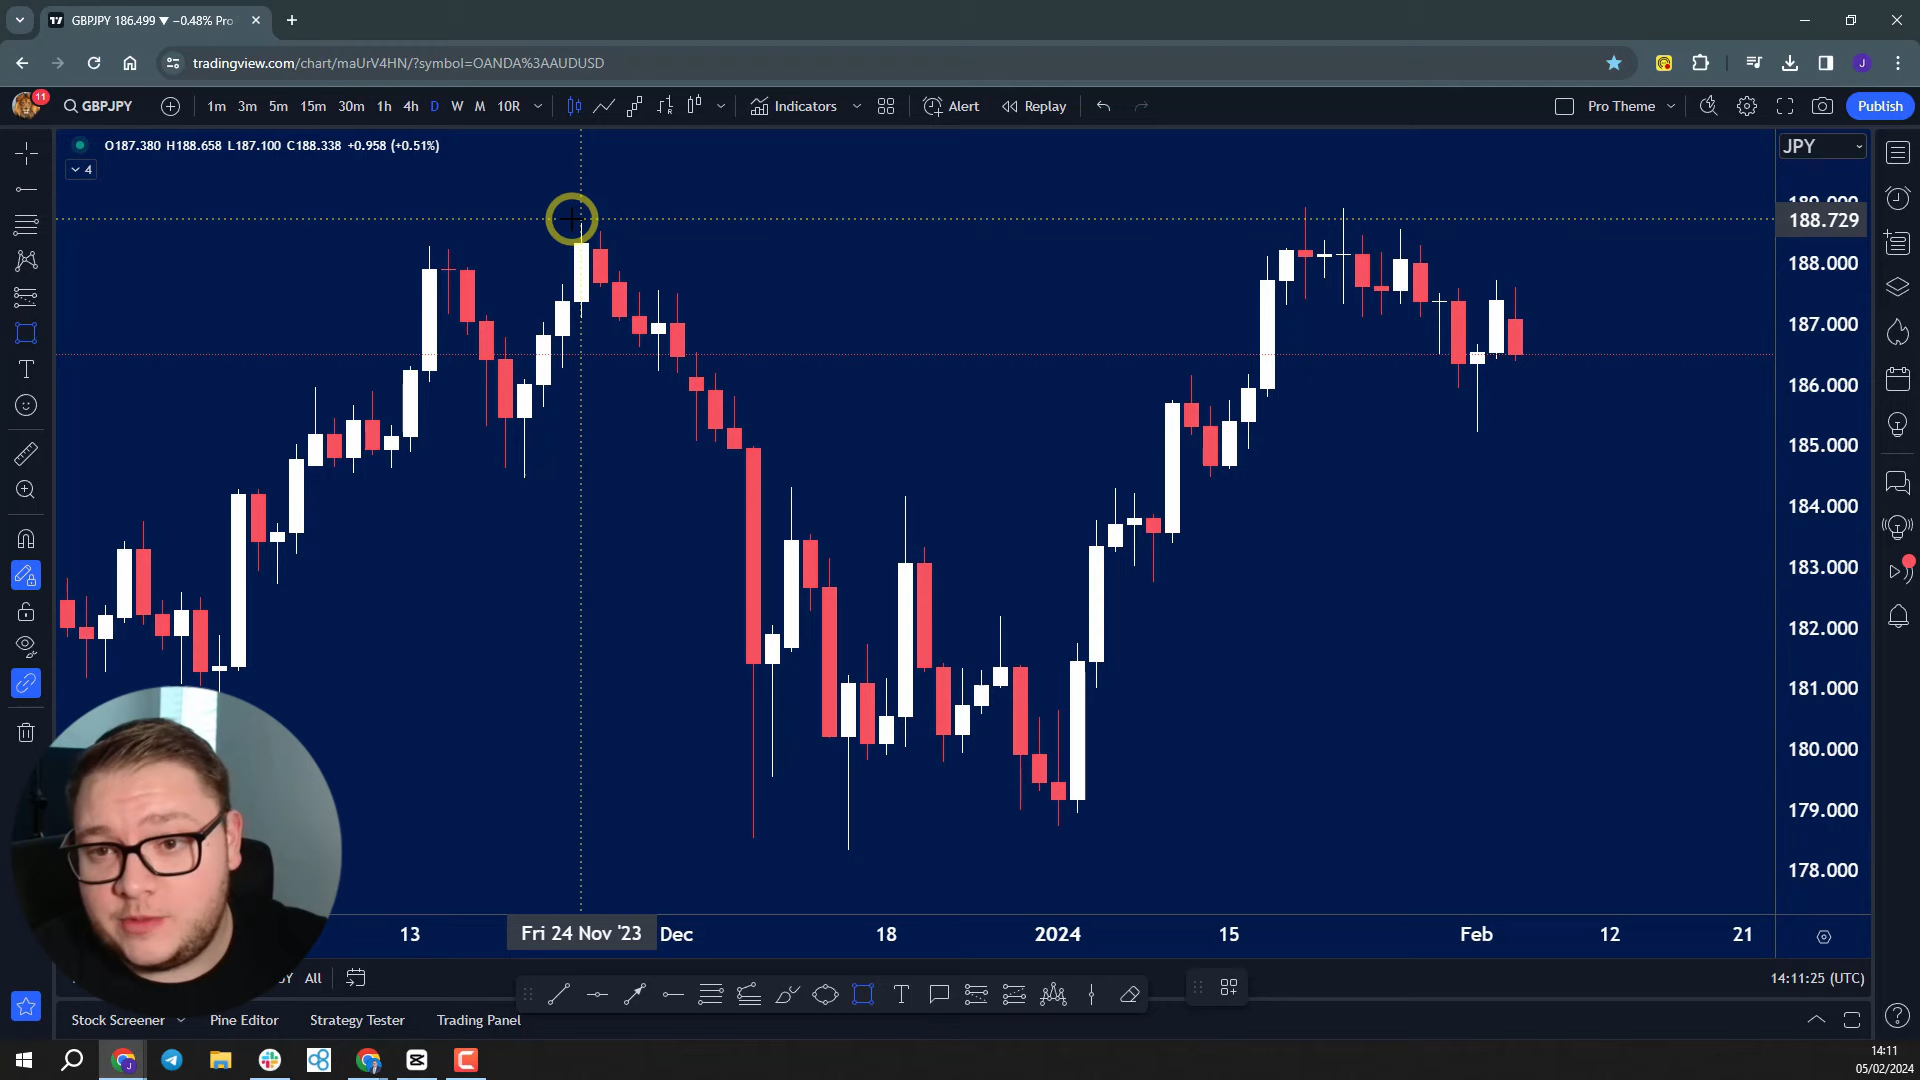 GBPJPY 186.499 ▼ −0.48% Pro
tradingview.com/chart/maUrV4HN/?symbol=OANDA%3AAUDUSD
J
11
GBPJPY
1m 3m 5m 15m 30m 1h 4h D W M 10R
Indicators
Alert
Replay
Pro Theme
Publish
O187.380 H188.658 L187.100 C188.338 +0.958 (+0.51%)
4
JPY
188.729
188.000
187.000
186.000
185.000
184.000
183.000
182.000
181.000
180.000
179.000
178.000
13 Fri 24 Nov '23 Dec 18 2024 15 Feb 12 21
All
14:11:25 (UTC)
Stock Screener Pine Editor Strategy Tester Trading Panel
14:11
05/02/2024